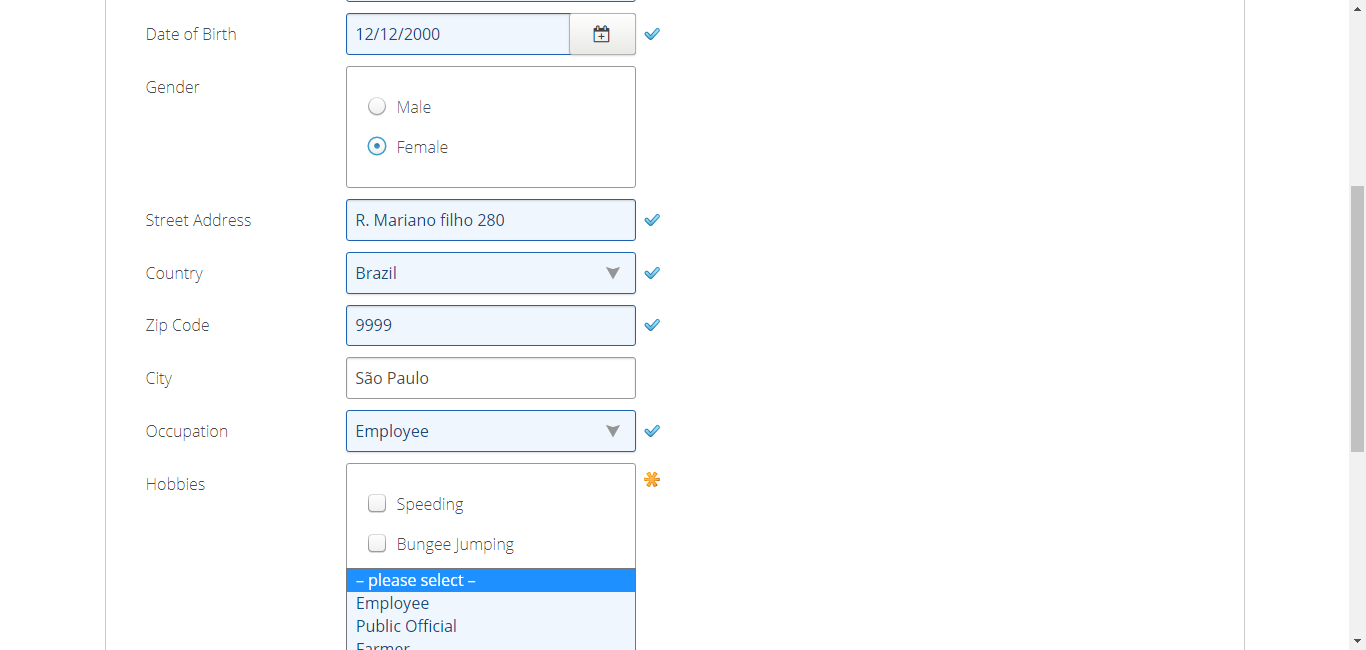 Date of Birth 12/12/2000
Gender
Male
Female
Street Address R. Mariano filho 280
Country Brazil
Zip Code 9999
City São Paulo
Occupation Employee
Hobbies
Speeding
Bungee Jumping
– please select –
Employee
Public Official
Farmer